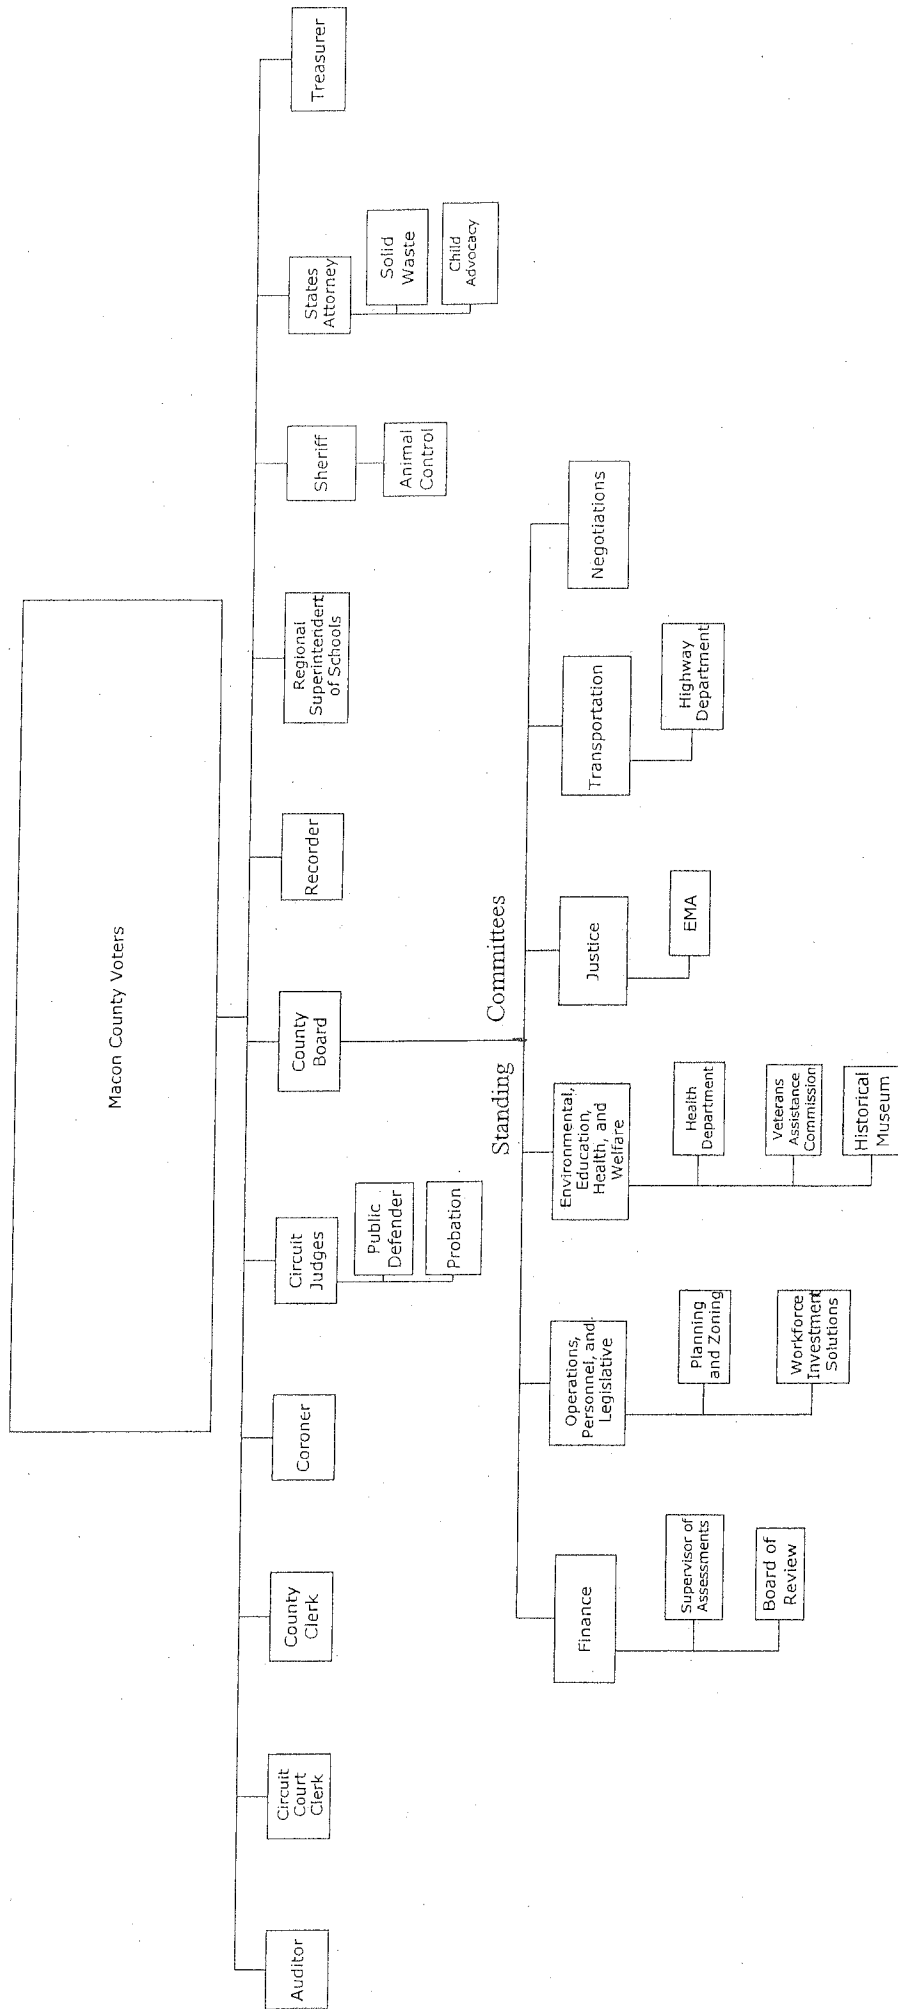 Macon County Voters
Auditor
Circuit
Court
Clerk
County
Clerk
Coroner
Circuit
Judges
Public
Defender
Probation
County
Board
Recorder
Regional
Superintendent
of Schools
Sheriff
Animal
Control
States
Attorney
Solid
Waste
Child
Advocacy
Treasurer
Standing Committees
Finance
Supervisor of
Assessments
Board of
Review
Operations,
Personnel, and
Legislative
Planning
and Zoning
Workforce
Investment
Solutions
Environmental,
Education,
Health, and
Welfare
Health
Department
Veterans
Assistance
Commission
Historical
Museum
Justice
EMA
Transportation
Highway
Department
Negotiations